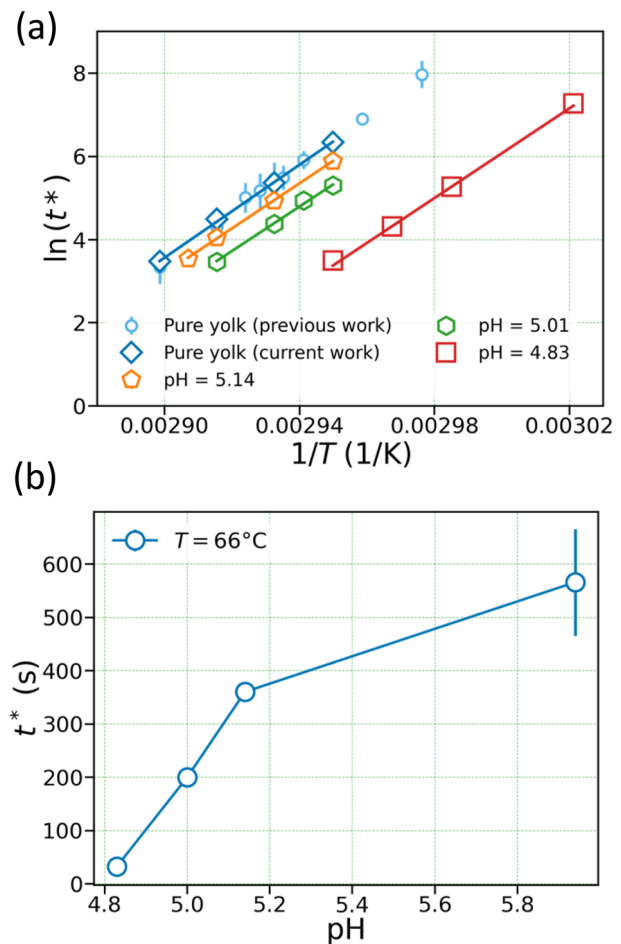 (a)
ln(t*)
8
6
4
2
0
Pure yolk (previous work)
Pure yolk (current work)
pH = 5.14
pH = 5.01
pH = 4.83
0.00290 0.00294 0.00298 0.00302
1/T (1/K)
(b)
t* (s)
600
500
400
300
200
100
0
T = 66°C
4.8 5.0 5.2 5.4 5.6 5.8
pH